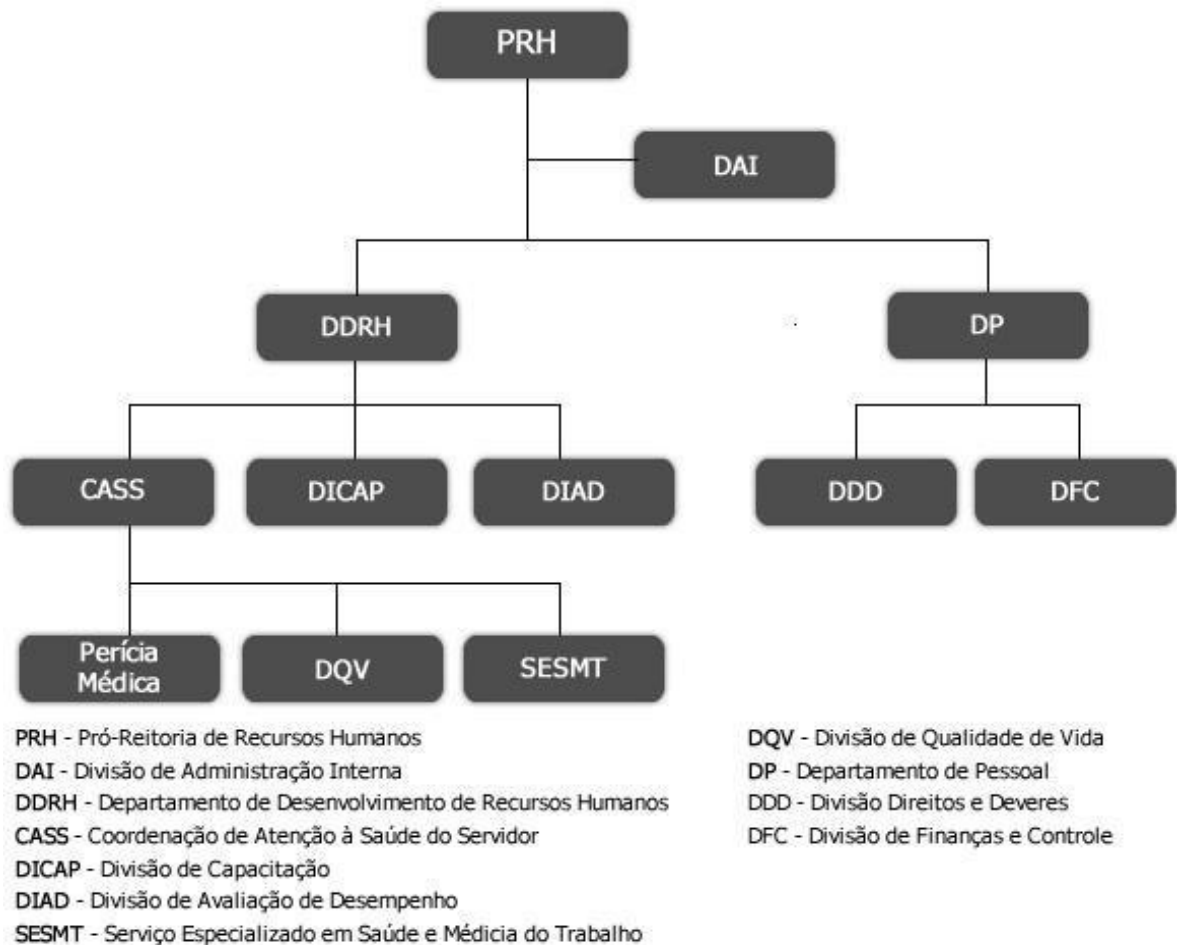 PRH
DAI
DDRH
DP
CASS
DICAP
DIAD
DDD
DFC
Perícia
Médica
DQV
SESMT
PRH - Pró-Reitoria de Recursos Humanos
DAI - Divisão de Administração Interna
DDRH - Departamento de Desenvolvimento de Recursos Humanos
CASS - Coordenação de Atenção à Saúde do Servidor
DICAP - Divisão de Capacitação
DIAD - Divisão de Avaliação de Desempenho
SESMT - Serviço Especializado em Saúde e Médicia do Trabalho
DQV - Divisão de Qualidade de Vida
DP - Departamento de Pessoal
DDD - Divisão Direitos e Deveres
DFC - Divisão de Finanças e Controle